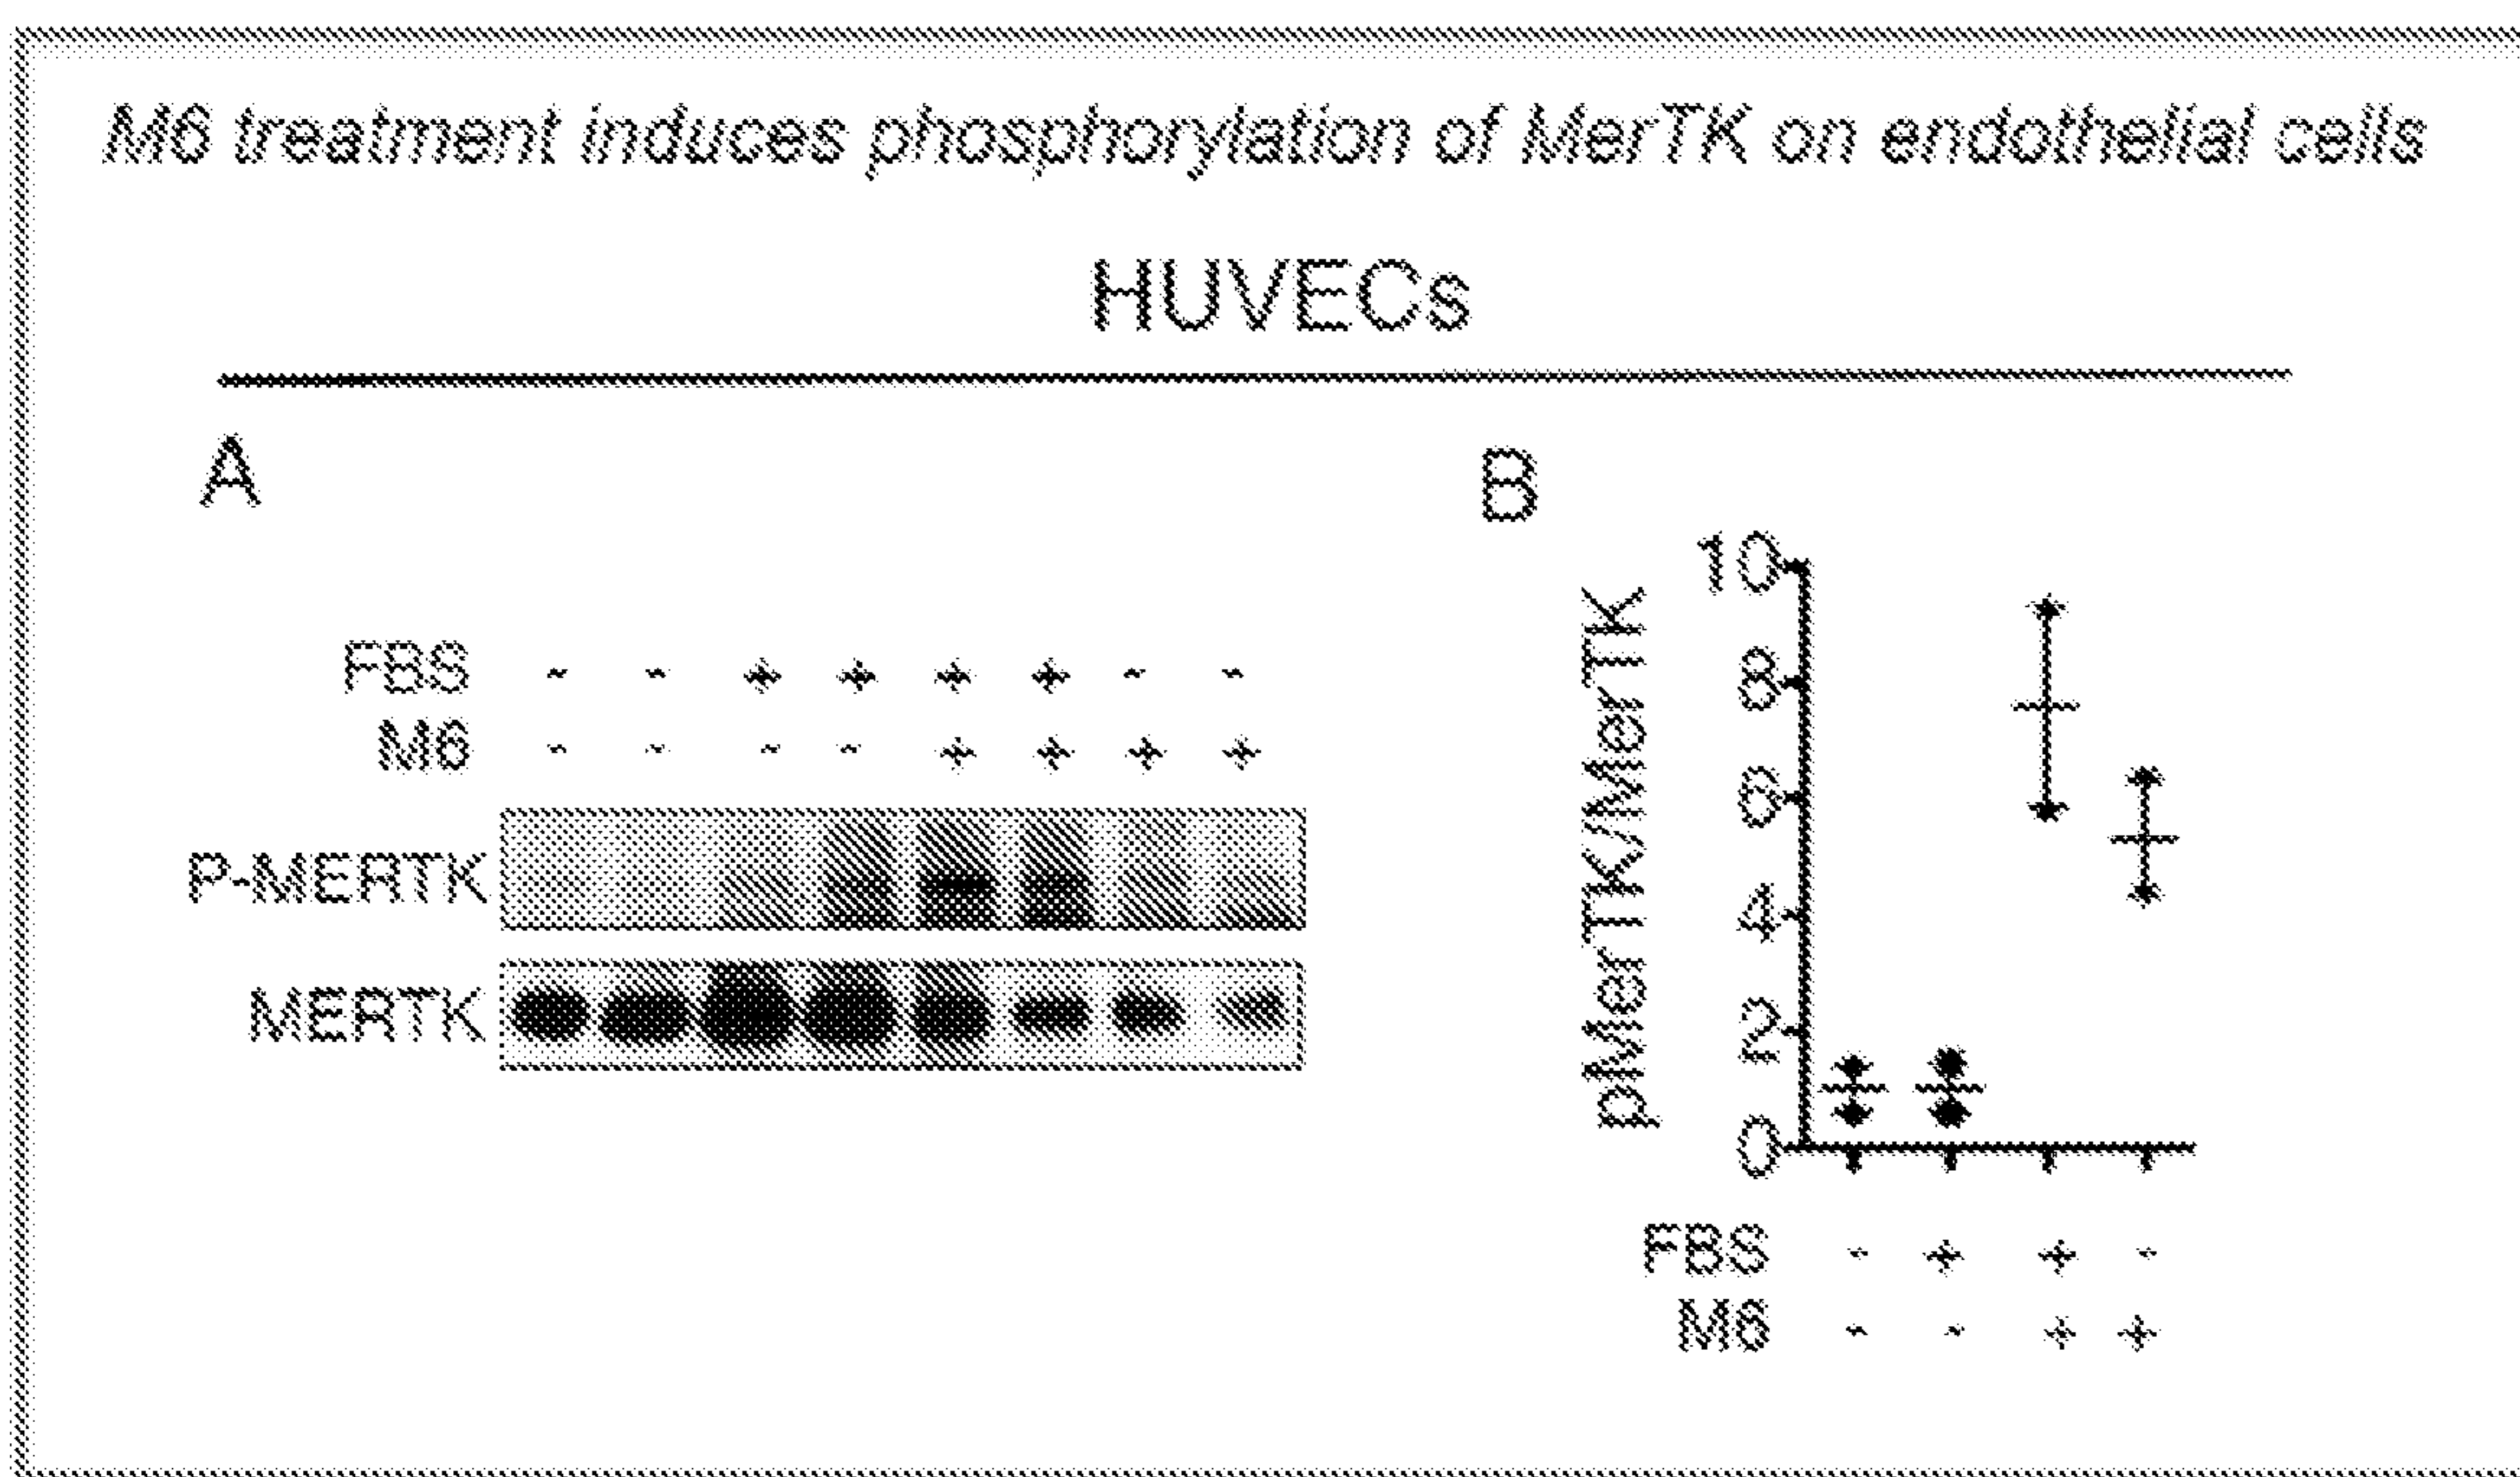 M6 treatment induces phosphorylation of MerTK on endothelial cells
HUVECs
A
FBS - - + + + + - -
M6 - - - - + + + +
P-MERTK
MERTK
B
pMerTK/MerTK
10
8
6
4
2
0
FBS - + + -
M6 - - + +